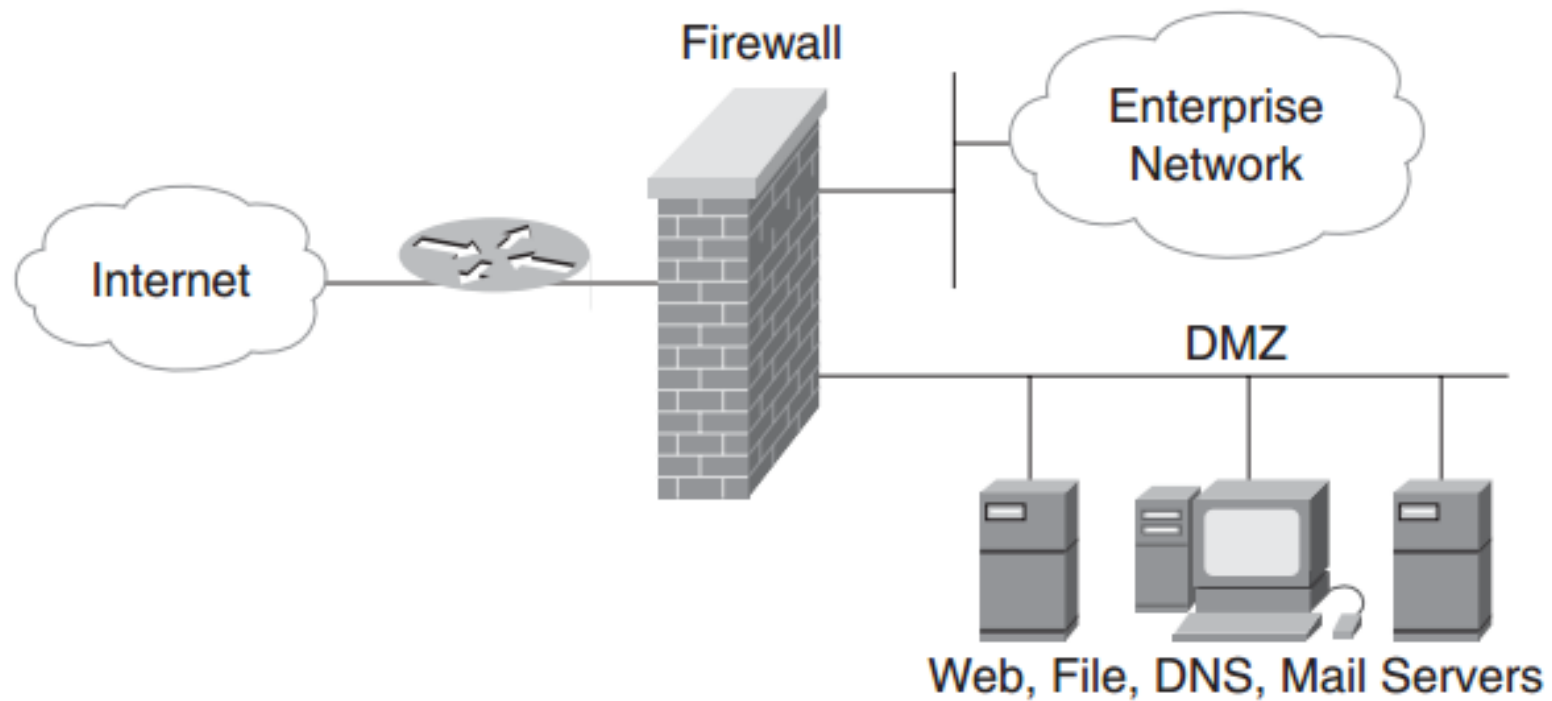 Firewall
Enterprise
Network
Internet
DMZ
Web, File, DNS, Mail Servers